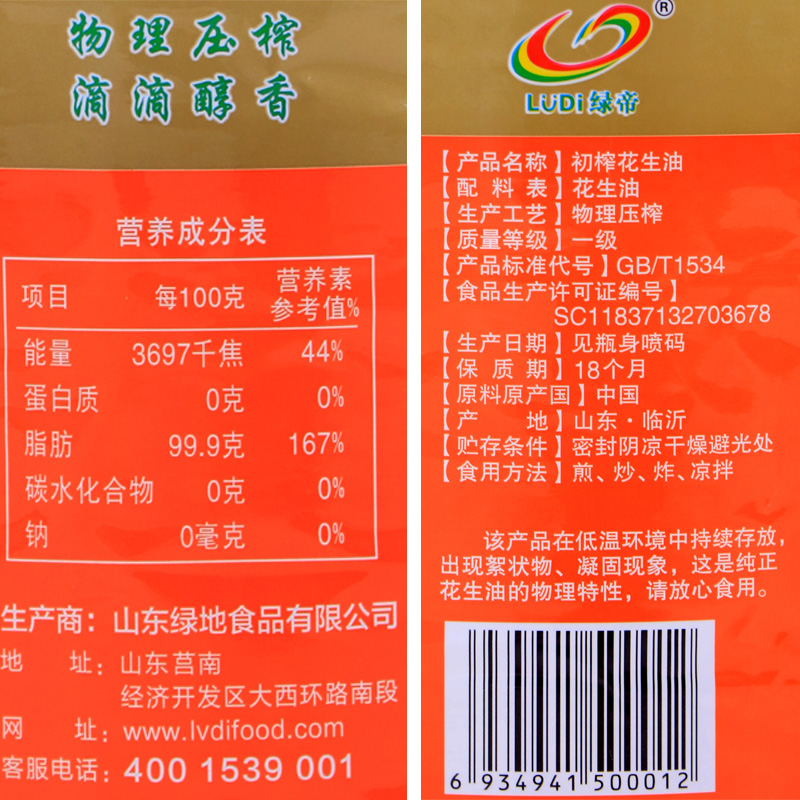 物理压榨
滴滴醇香
营养成分表
项目 每100克 营养素参考值%
能量 3697千焦 44%
蛋白质 0克 0%
脂肪 99.9克 167%
碳水化合物 0克 0%
钠 0毫克 0%
生产商：山东绿地食品有限公司
地 址：山东莒南
经济开发区大西环路南段
网 址：www.lvdifood.com
客服电话：400 1539 001
®
LÜDi 绿帝
【产品名称】初榨花生油
【配 料 表】花生油
【生产工艺】物理压榨
【质量等级】一级
【产品标准代号】GB/T1534
【食品生产许可证编号】
SC11837132703678
【生产日期】见瓶身喷码
【保 质 期】18个月
【原料原产国】中国
【产 地】山东·临沂
【贮存条件】密封阴凉干燥避光处
【食用方法】煎、炒、炸、凉拌
该产品在低温环境中持续存放，
出现絮状物、凝固现象，这是纯正
花生油的物理特性，请放心食用。
6 934941 500012